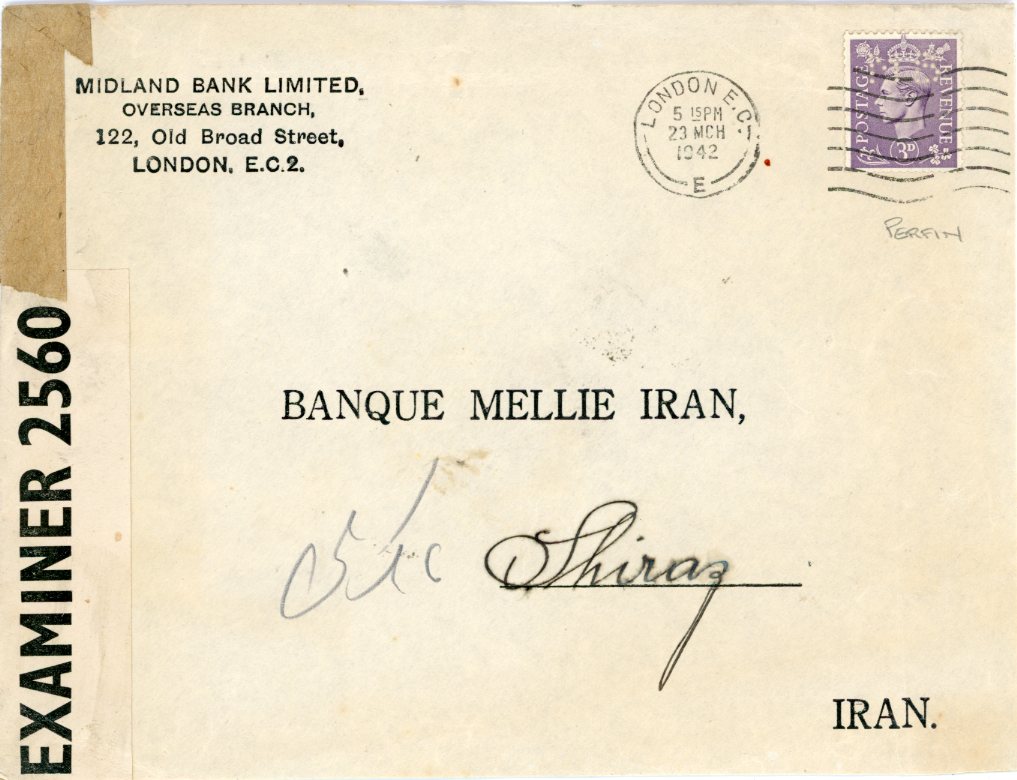 MIDLAND BANK LIMITED,
OVERSEAS BRANCH,
122, Old Broad Street,
LONDON. E.C.2.
LONDON E.C.1.
5 15PM
23 MCH
1942
E
POSTAGE
REVENUE
3D
PERFIN
EXAMINER 2560
BANQUE MELLIE IRAN,
Shiraz
IRAN.